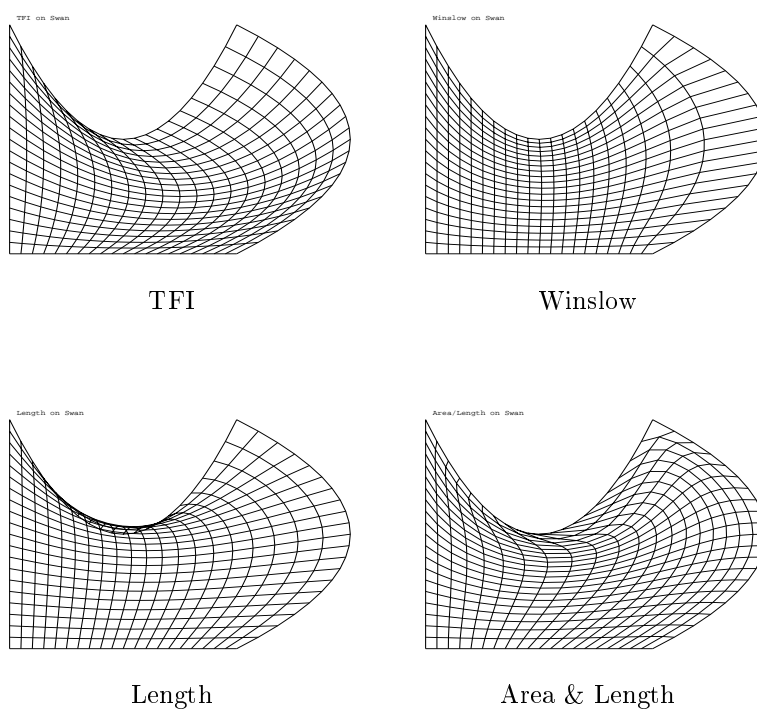 TFI on Swan
Winslow on Swan
TFI
Winslow
Length on Swan
Area/Length on Swan
Length
Area & Length